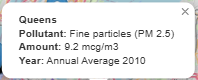 Queens
Pollutant: Fine particles (PM 2.5)
Amount: 9.2 mcg/m3
Year: Annual Average 2010